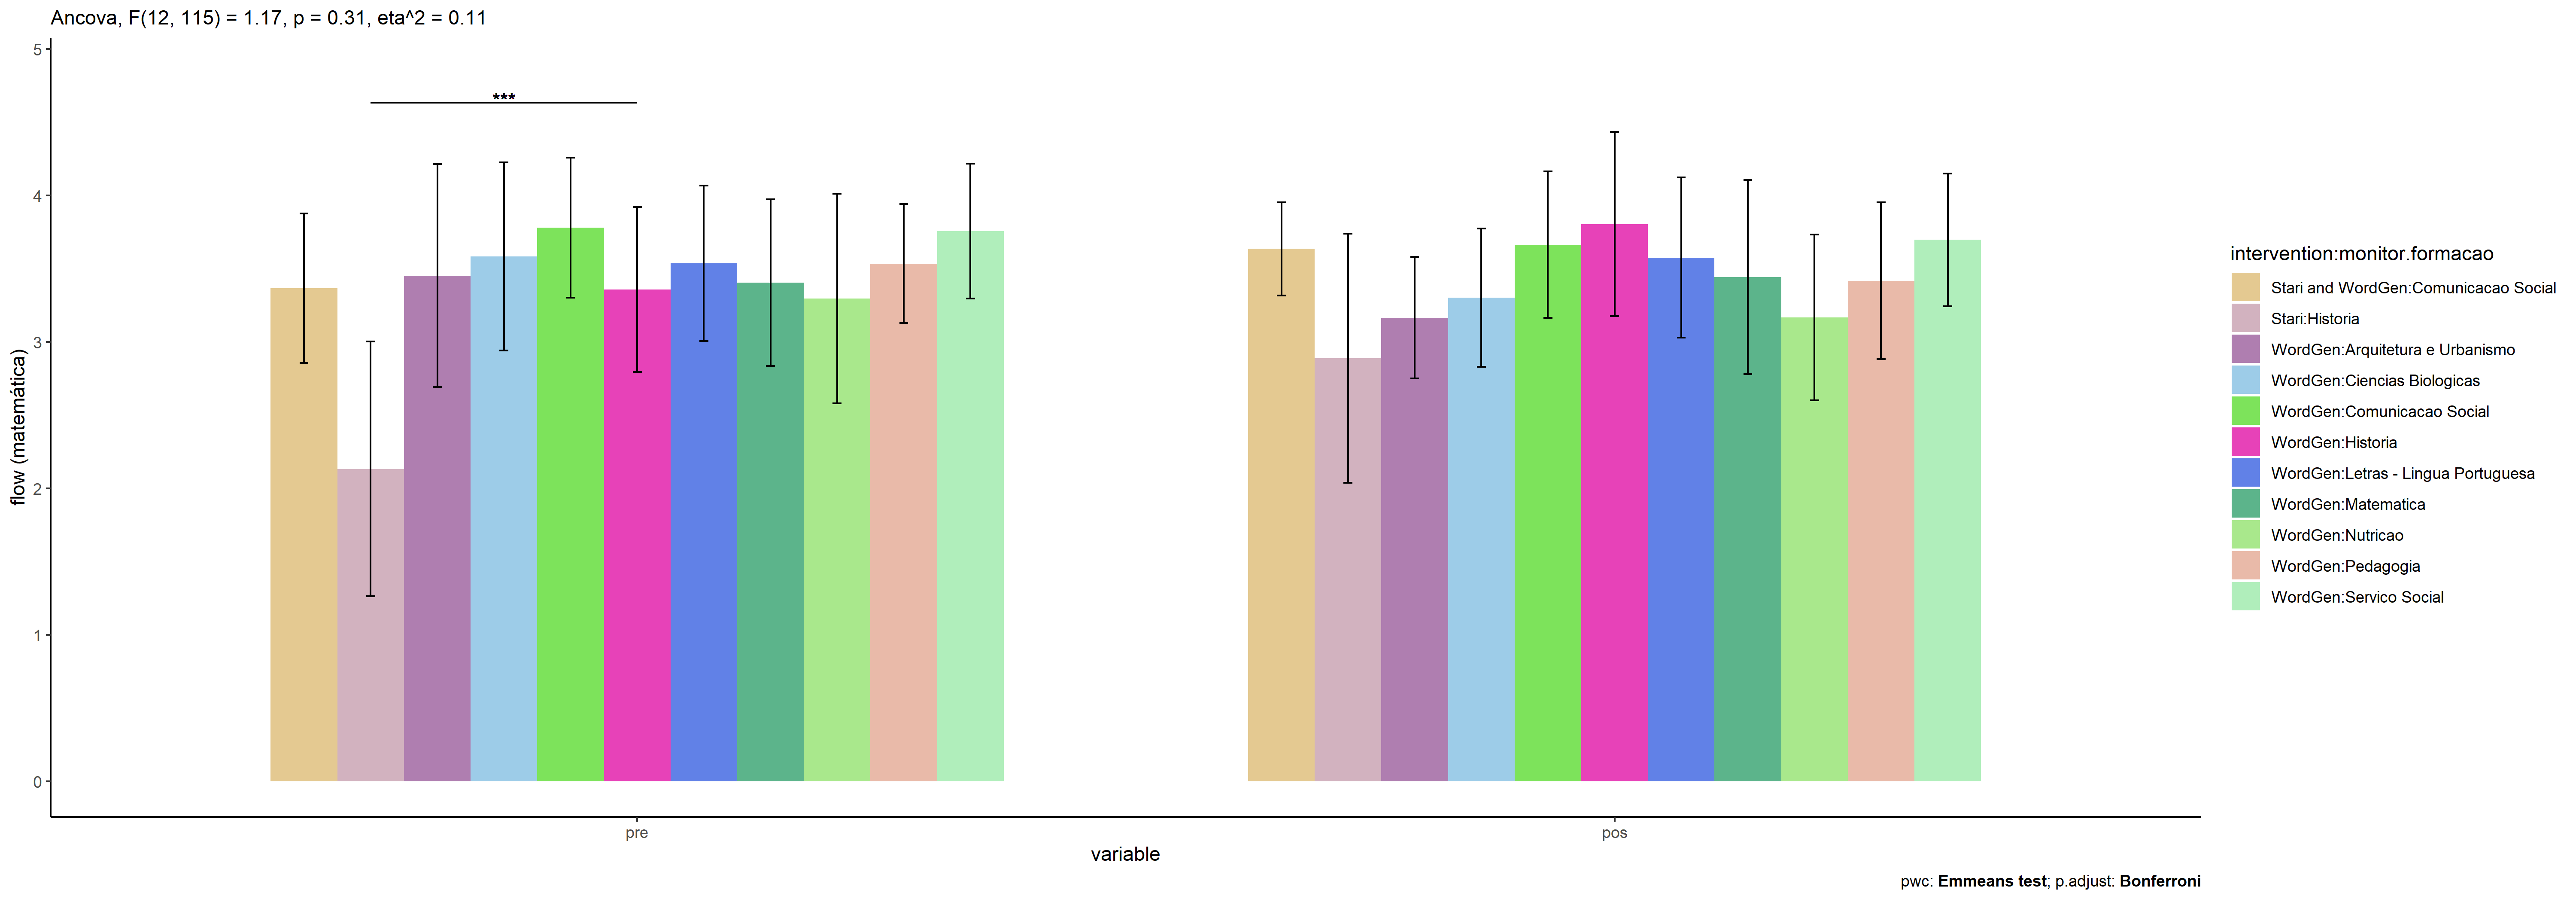 Ancova, F(12, 115) = 1.17, p = 0.31, eta^2 = 0.11
5
4
3
2
1
0
flow (matemática)
***
pre
pos
variable
intervention:monitor.formacao
Stari and WordGen:Comunicacao Social
Stari:Historia
WordGen:Arquitetura e Urbanismo
WordGen:Ciencias Biologicas
WordGen:Comunicacao Social
WordGen:Historia
WordGen:Letras - Lingua Portuguesa
WordGen:Matematica
WordGen:Nutricao
WordGen:Pedagogia
WordGen:Servico Social
pwc: Emmeans test; p.adjust: Bonferroni